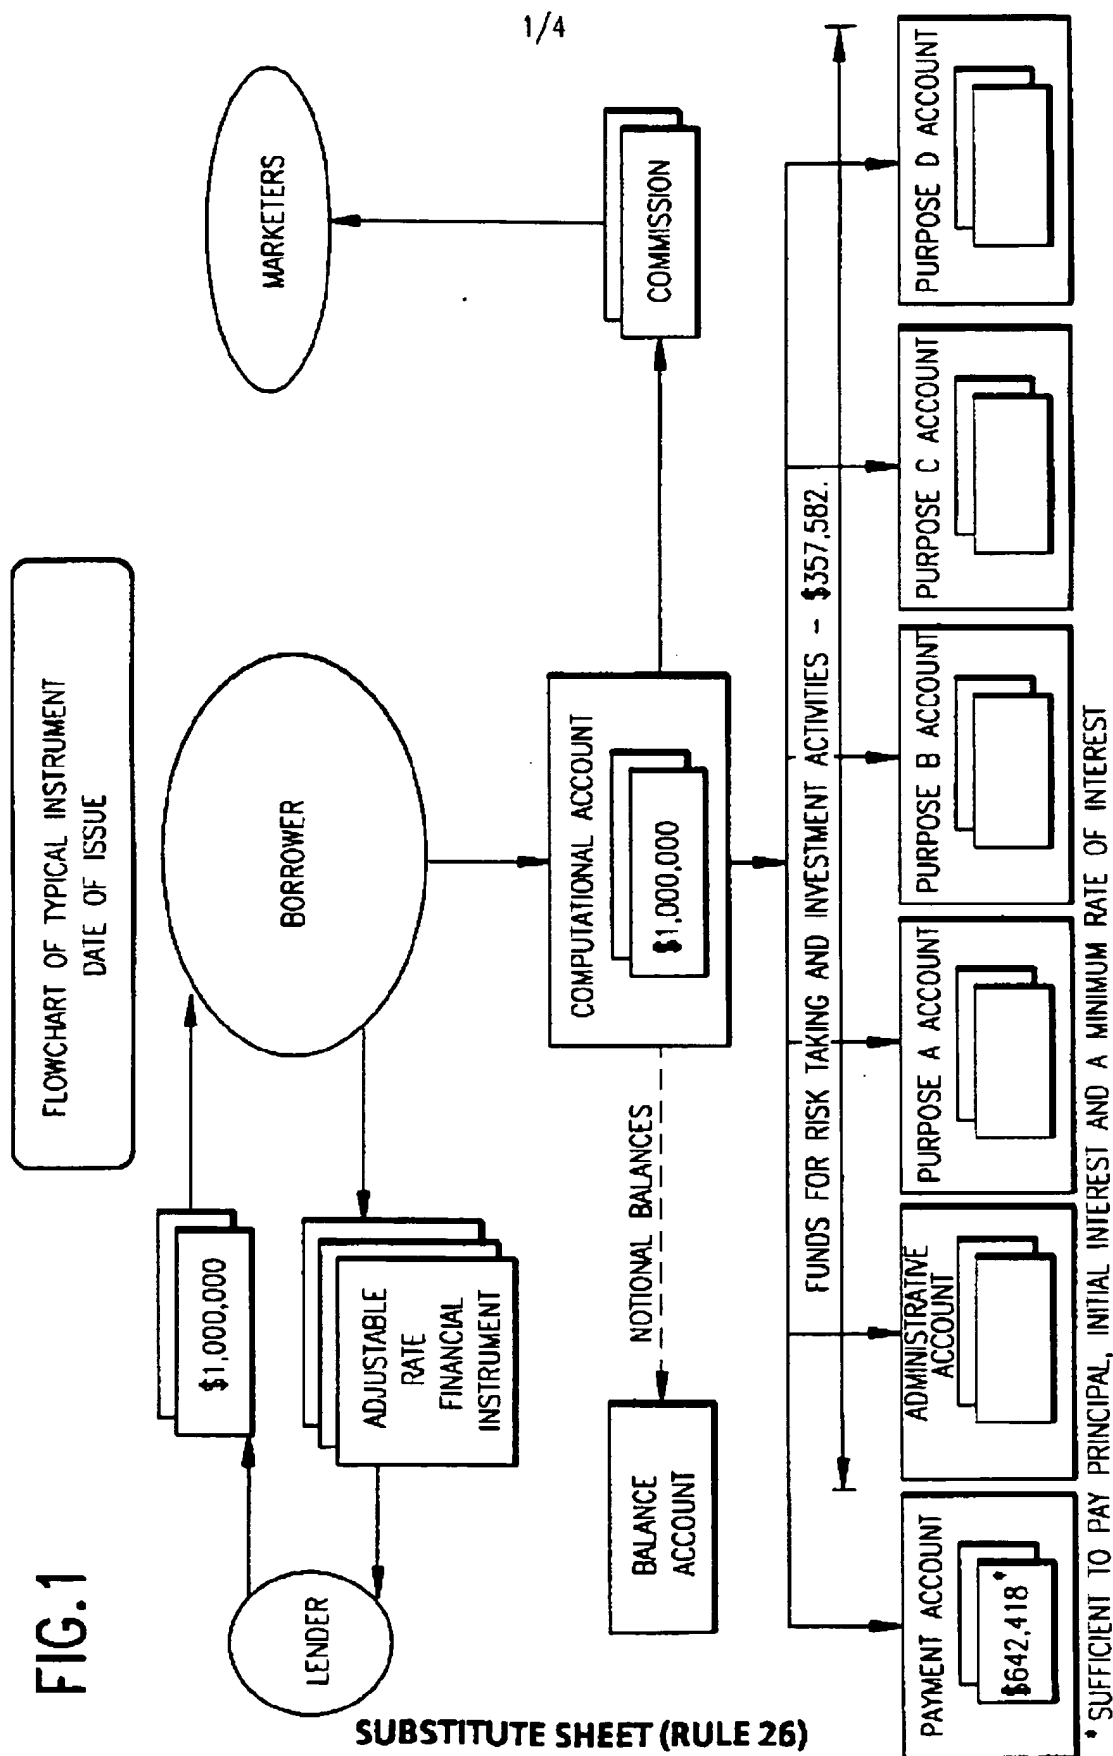 1/4
FIG.1
FLOWCHART OF TYPICAL INSTRUMENT
DATE OF ISSUE
LENDER
$1,000,000
ADJUSTABLE
RATE
FINANCIAL
INSTRUMENT
BORROWER
MARKETERS
COMMISSION
COMPUTATIONAL ACCOUNT
$1,000,000
NOTIONAL BALANCES
BALANCE
ACCOUNT
FUNDS FOR RISK TAKING AND INVESTMENT ACTIVITIES – $357,582.
PAYMENT ACCOUNT
$642,418*
ADMINISTRATIVE
ACCOUNT
PURPOSE A ACCOUNT
PURPOSE B ACCOUNT
PURPOSE C ACCOUNT
PURPOSE D ACCOUNT
* SUFFICIENT TO PAY PRINCIPAL, INITIAL INTEREST AND A MINIMUM RATE OF INTEREST
SUBSTITUTE SHEET (RULE 26)